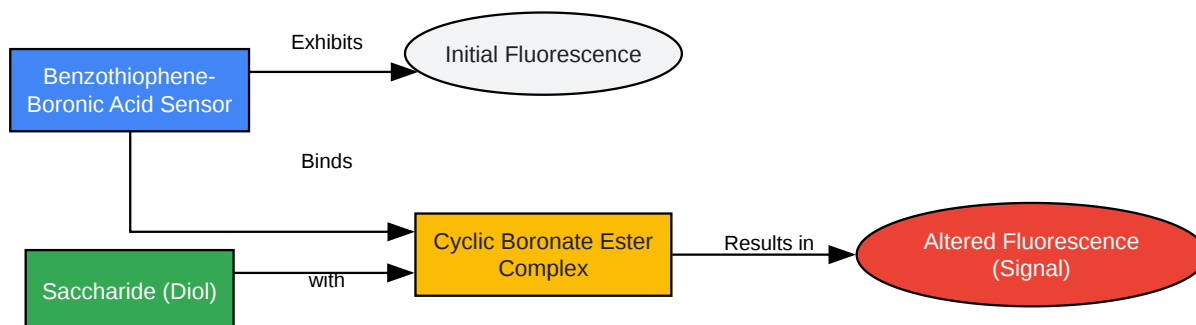 Exhibits
Initial Fluorescence
Benzothiophene-
Boronic Acid Sensor
Binds
Cyclic Boronate Ester
Complex
Results in
Altered Fluorescence
(Signal)
Saccharide (Diol)
with